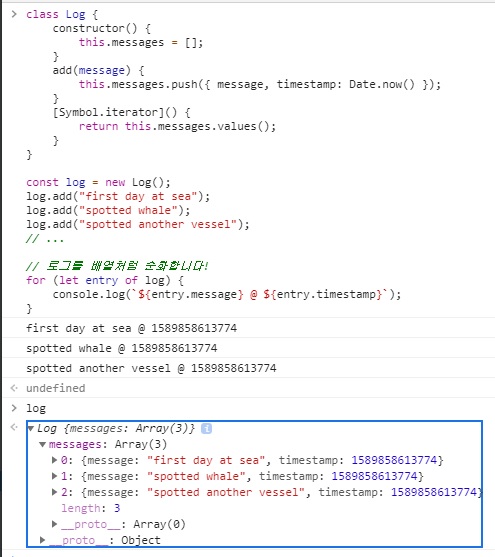 class Log {
    constructor() {
        this.messages = [];
    }
    add(message) {
        this.messages.push({ message, timestamp: Date.now() });
    }
    [Symbol.iterator]() {
        return this.messages.values();
    }
}

const log = new Log();
log.add("first day at sea");
log.add("spotted whale");
log.add("spotted another vessel");
// ...

// 로그를 배열처럼 순회합니다!
for (let entry of log) {
    console.log(`${entry.message} @ ${entry.timestamp}`);
}
first day at sea @ 1589858613774
spotted whale @ 1589858613774
spotted another vessel @ 1589858613774
undefined
log
Log {messages: Array(3)} i
messages: Array(3)
0: {message: "first day at sea", timestamp: 1589858613774}
1: {message: "spotted whale", timestamp: 1589858613774}
2: {message: "spotted another vessel", timestamp: 1589858613774}
length: 3
__proto__: Array(0)
__proto__: Object